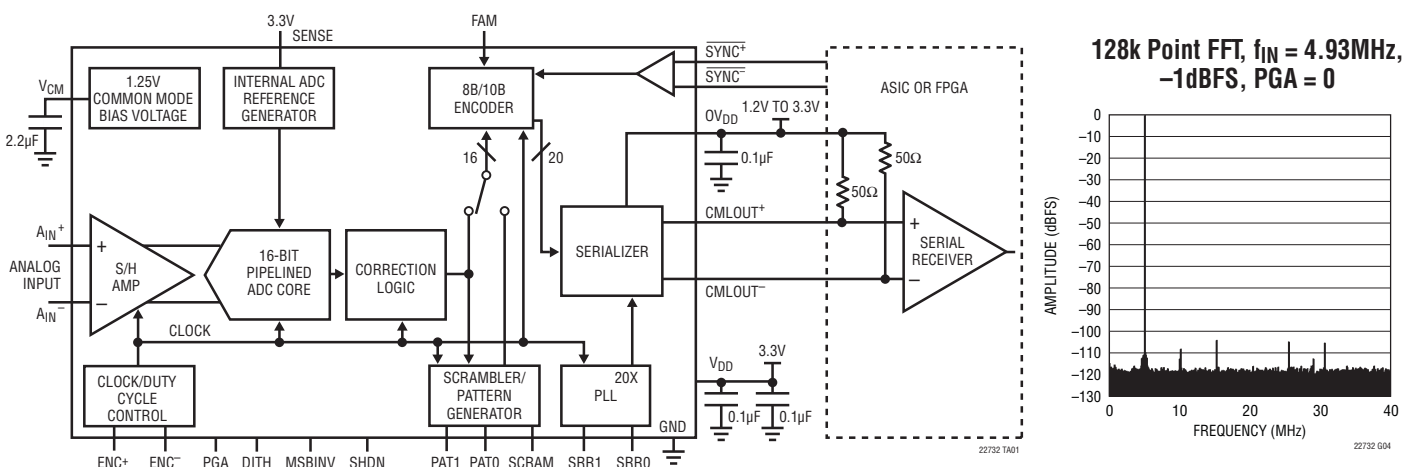 3.3V
SENSE
FAM
SYNC+
SYNC–
ASIC OR FPGA
VCM
2.2µF
1.25V
COMMON MODE
BIAS VOLTAGE
INTERNAL ADC
REFERENCE
GENERATOR
8B/10B
ENCODER
16
20
OVDD
1.2V TO 3.3V
0.1µF
50Ω
50Ω
AIN+
ANALOG
INPUT
AIN–
+
–
S/H
AMP
16-BIT
PIPELINED
ADC CORE
CORRECTION
LOGIC
SERIALIZER
CMLOUT+
CMLOUT–
+
–
SERIAL
RECEIVER
CLOCK
CLOCK/DUTY
CYCLE
CONTROL
SCRAMBLER/
PATTERN
GENERATOR
20X
PLL
VDD
3.3V
0.1µF
0.1µF
GND
ENC+
ENC–
PGA
DITH
MSBINV
SHDN
PAT1
PAT0
SCRAM
SRR1
SRR0
22732 TA01
128k Point FFT, fIN = 4.93MHz,
–1dBFS, PGA = 0
AMPLITUDE (dBFS)
0
–10
–20
–30
–40
–50
–60
–70
–80
–90
–100
–110
–120
–130
0
10
20
30
40
FREQUENCY (MHz)
22732 G04